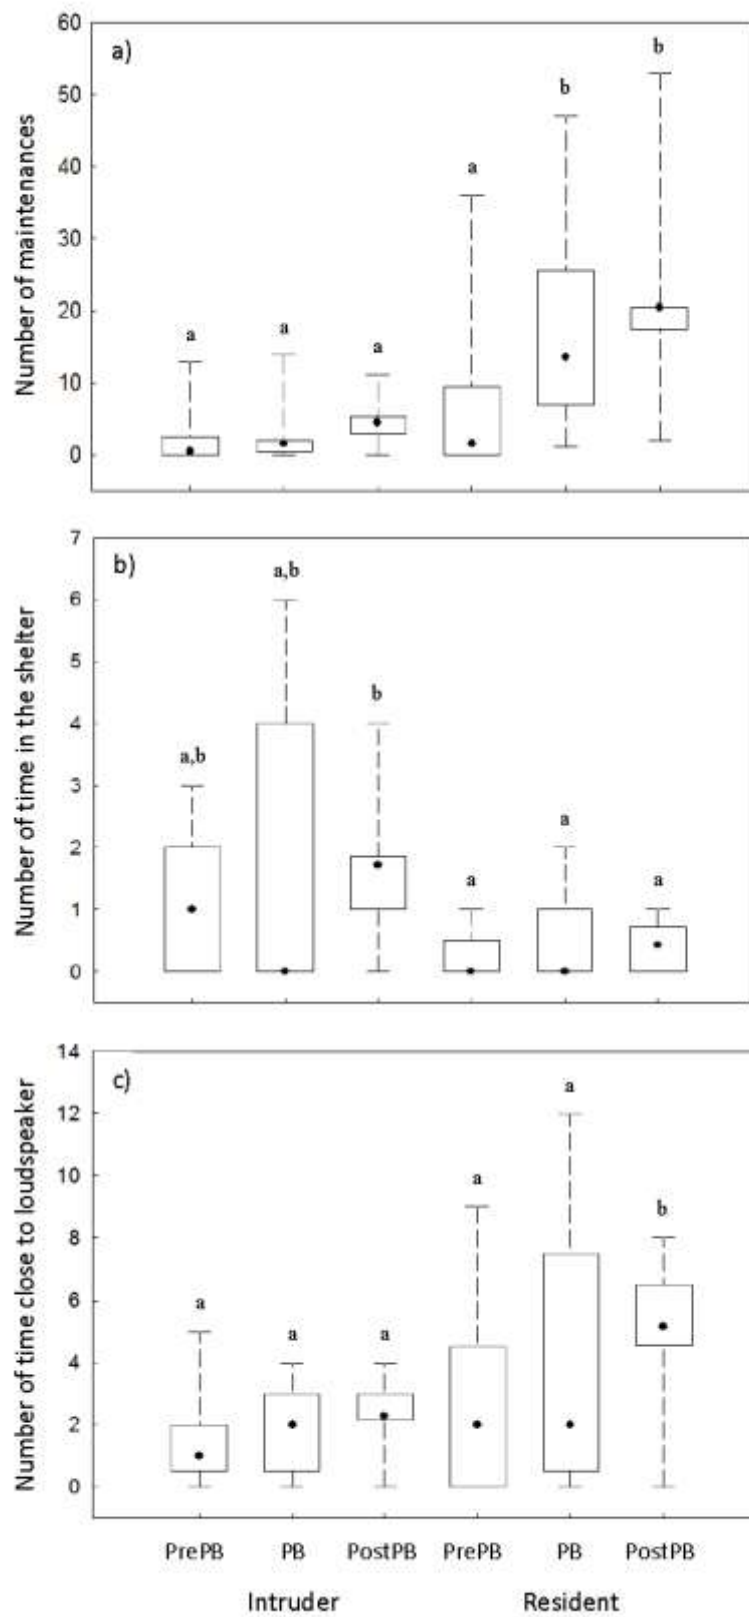 60
a)
b
50
b
40
a
30
20
a
a
a
10
0
Number of maintenances
7
b)
a,b
6
5
b
4
a,b
3
a
2
a
a
1
0
Number of time in the shelter
14
c)
a
12
10
a
b
8
6
a
a
a
4
2
0
Number of time close to loudspeaker
PrePB PB PostPB PrePB PB PostPB
Intruder Resident